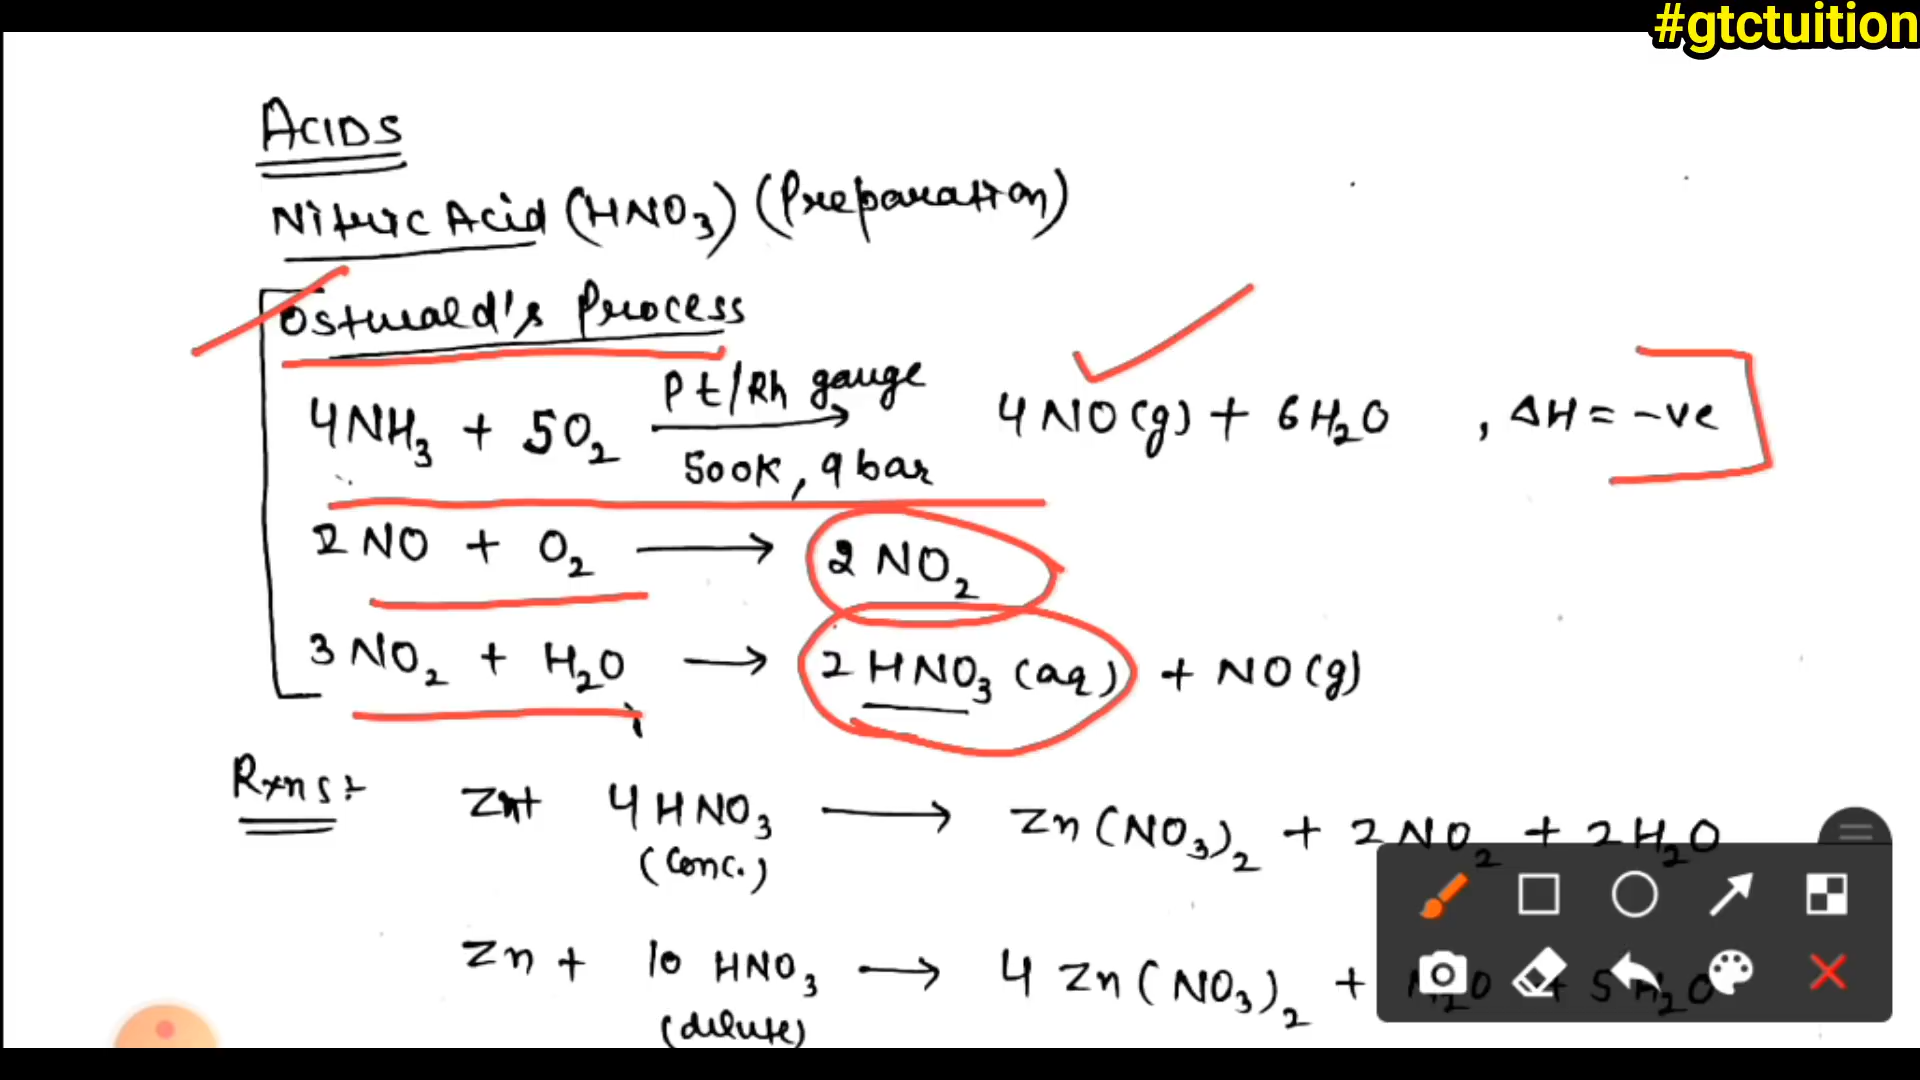 #gtctuition
ACIDS
Nitric Acid (HNO3) (Preparation)
Ostwald's Process
4NH3 + 5O2 Pt/Rh gauge 500K, 9 bar → 4NO(g) + 6H2O , ΔH = -ve
2NO + O2 → 2NO2
3NO2 + H2O → 2HNO3 (aq) + NO(g)
Rxns: Zn + 4HNO3 (Conc.) → Zn(NO3)2 + 2NO2 + 2H2O
Zn + 10 HNO3 (dilute) → 4 Zn(NO3)2 + N2O + 5H2O